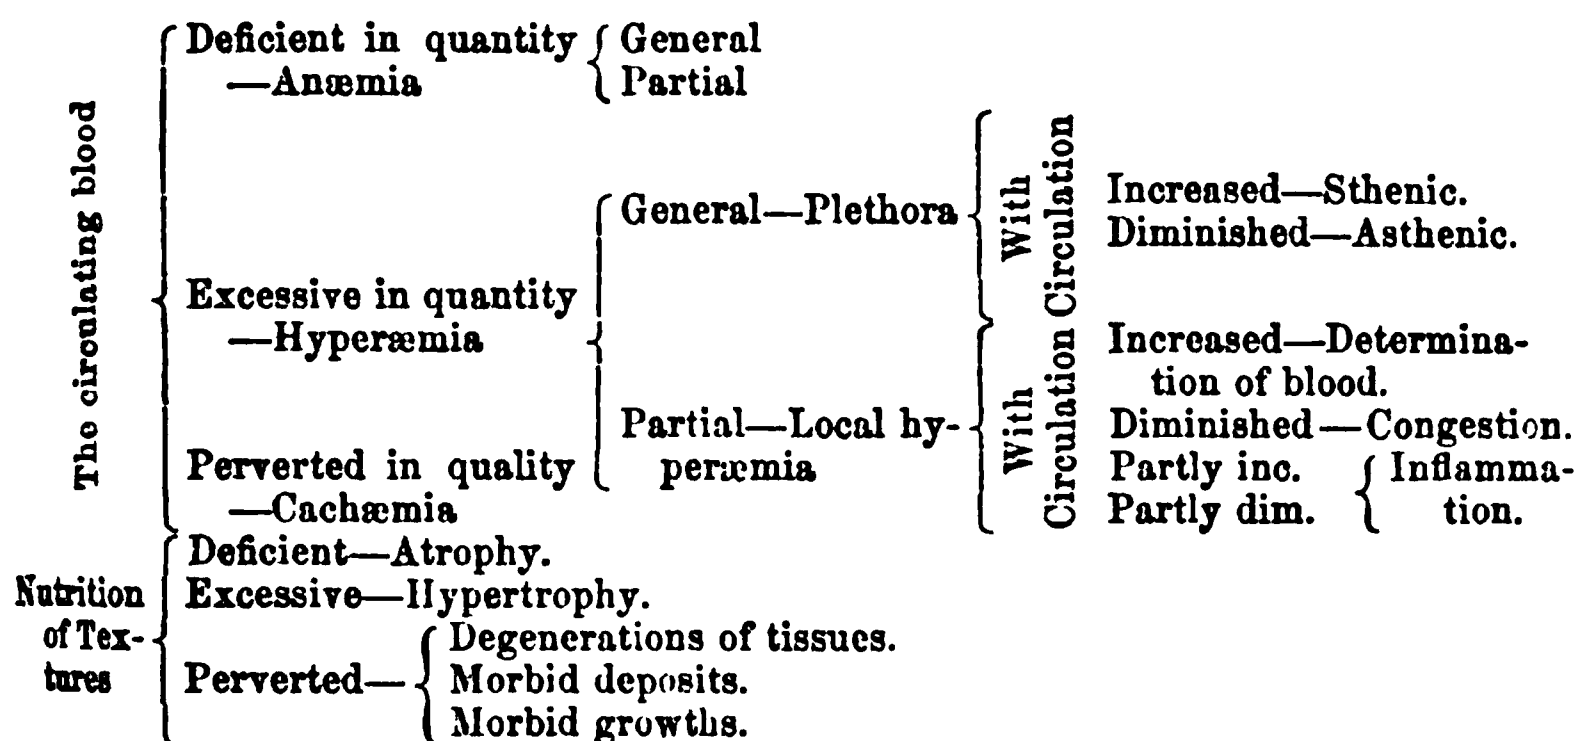 The circulating blood
Deficient in quantity
—Anæmia
General
Partial
Excessive in quantity
—Hyperæmia
General—Plethora
With
Circulation
Increased—Sthenic.
Diminished—Asthenic.
Partial—Local hy-
peræmia
With
Circulation
Increased—Determina-
tion of blood.
Diminished—Congestion.
Partly inc.
Partly dim.
Inflamma-
tion.
Perverted in quality
—Cachæmia
Nutrition
of Tex-
tures
Deficient—Atrophy.
Excessive—Hypertrophy.
Perverted—
Degenerations of tissues.
Morbid deposits.
Morbid growths.